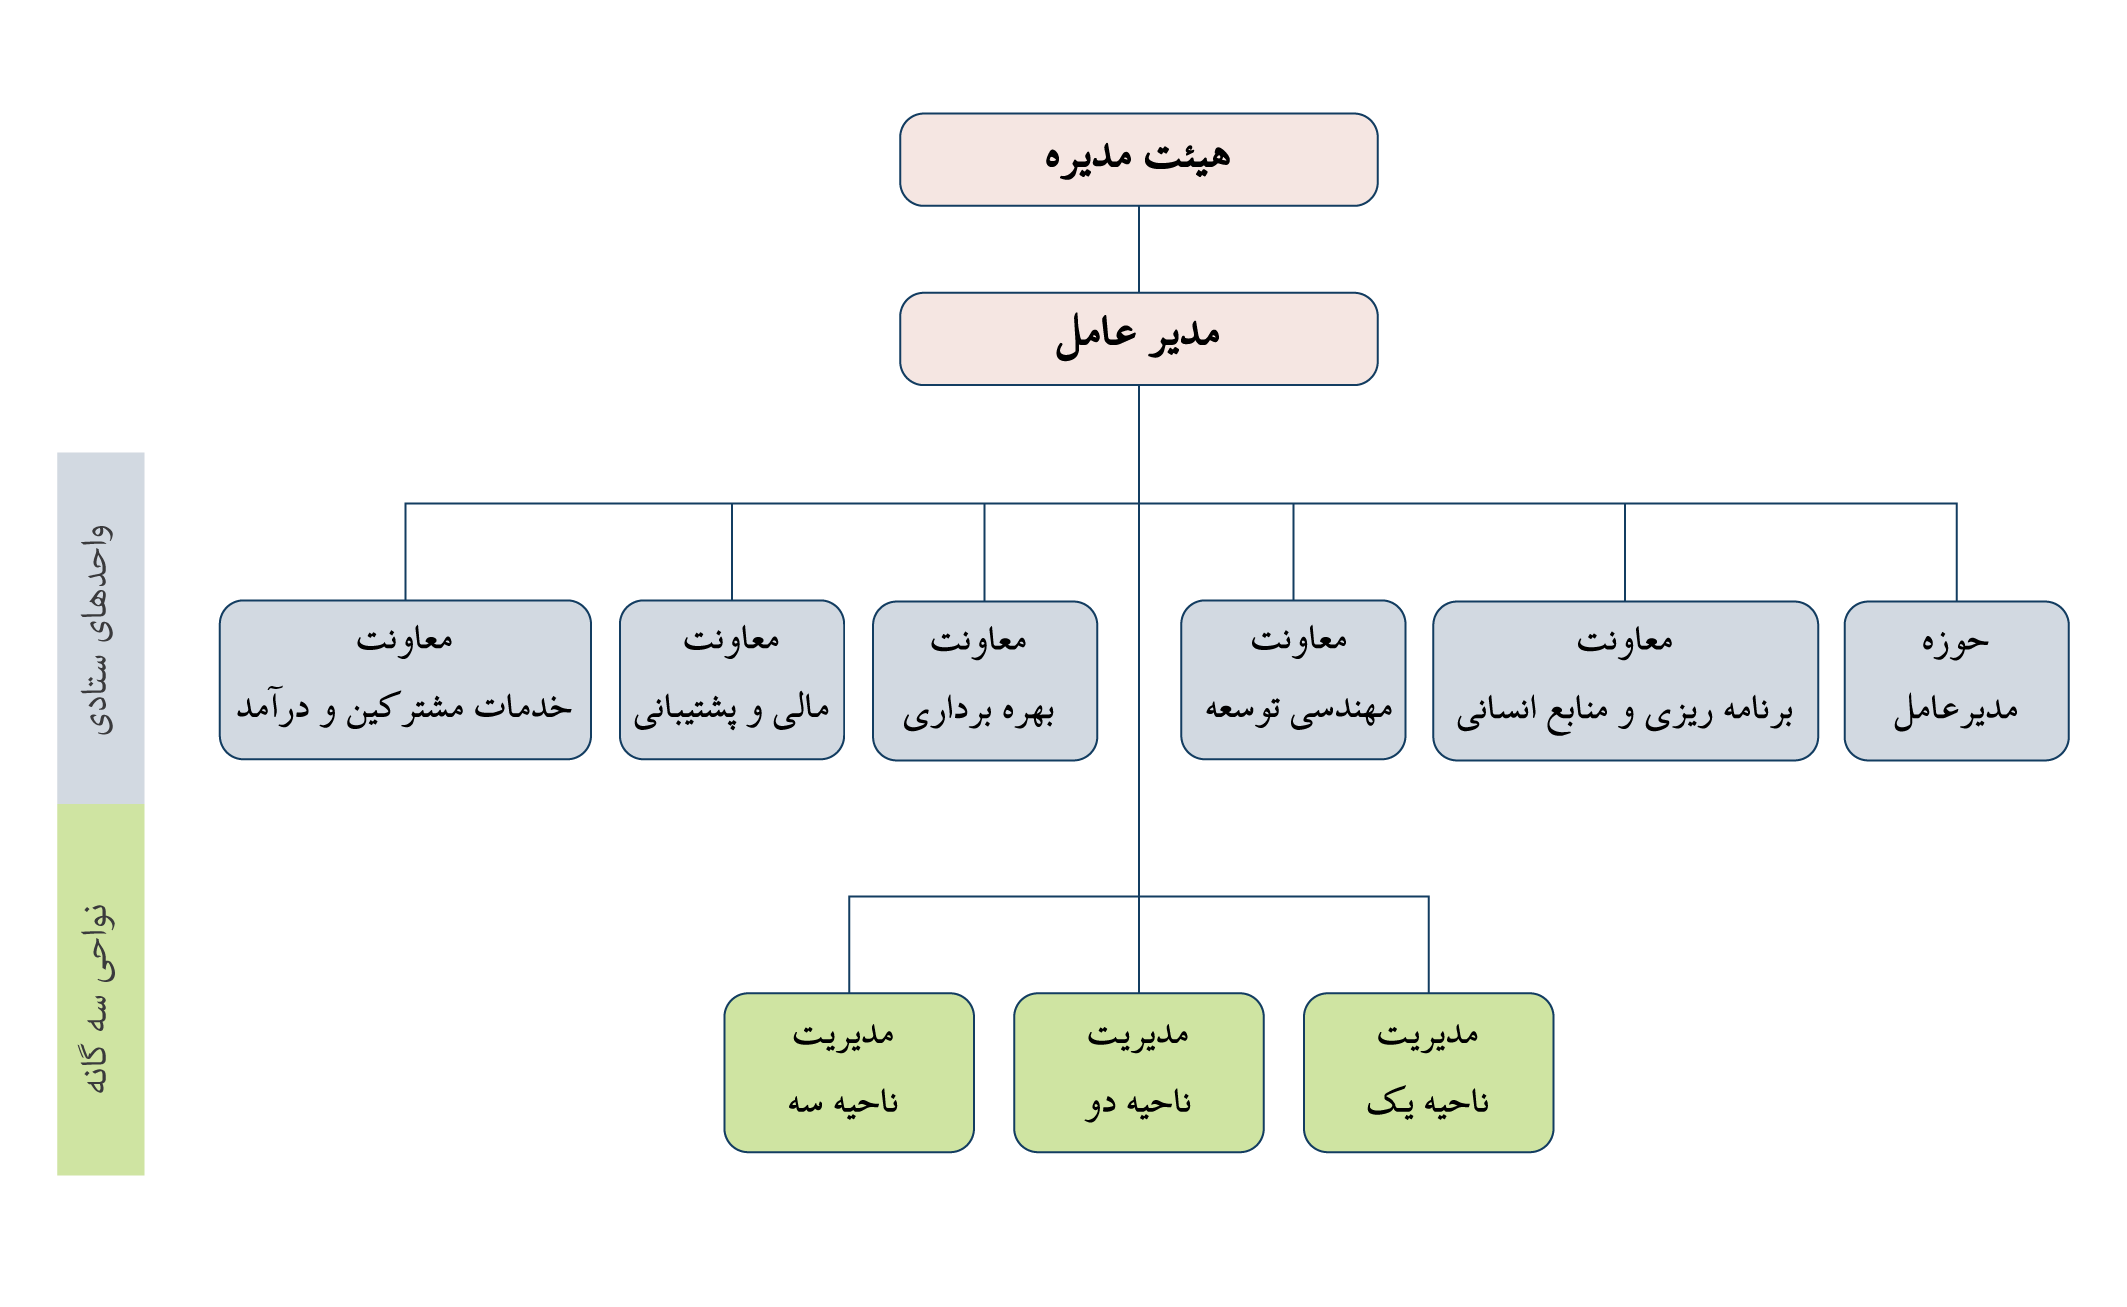 هیئت مدیره
مدیر عامل
واحدهای ستادی
حوزه
مدیرعامل
معاونت
برنامه ریزی و منابع انسانی
معاونت
مهندسی توسعه
معاونت
بهره برداری
معاونت
مالی و پشتیبانی
معاونت
خدمات مشترکین و درآمد
نواحی سه گانه
مدیریت
ناحیه یک
مدیریت
ناحیه دو
مدیریت
ناحیه سه